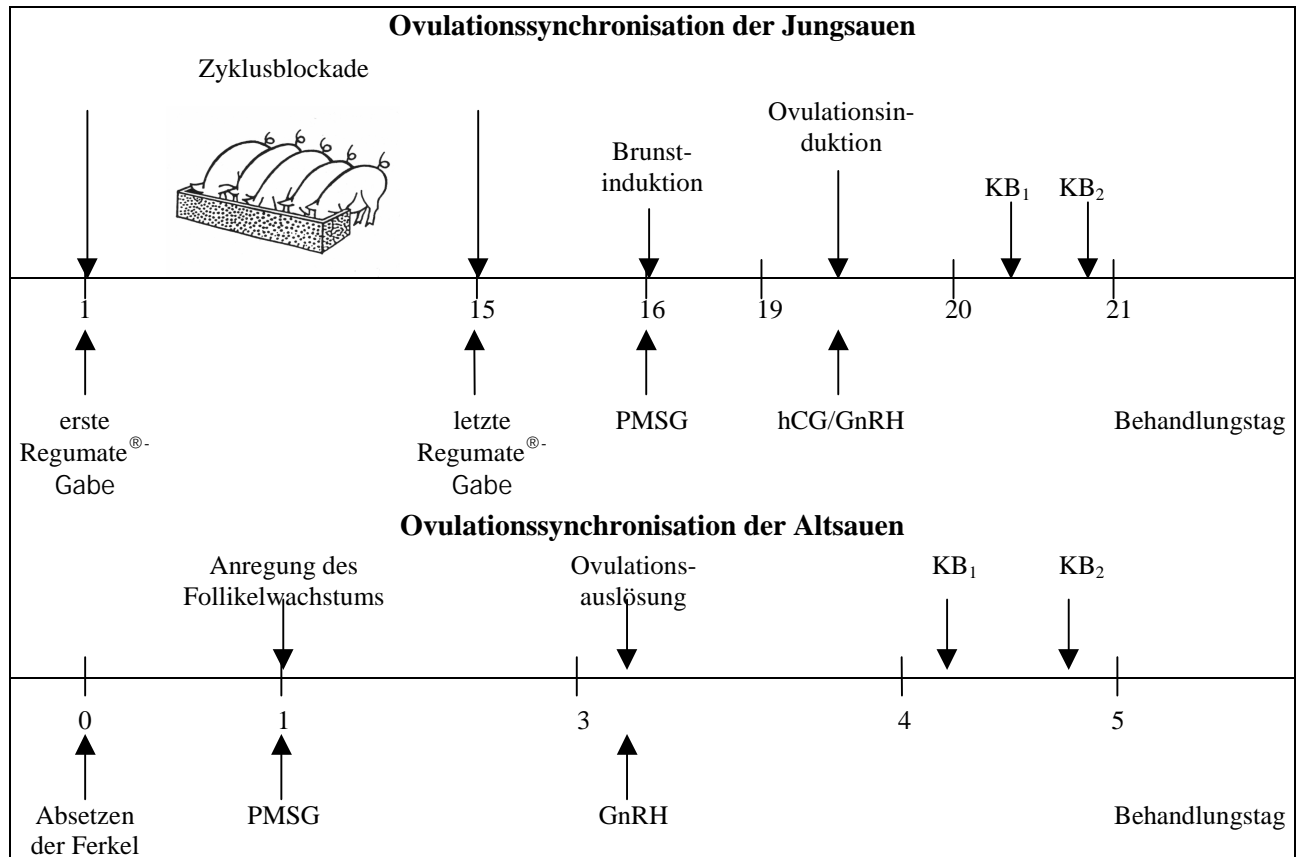 Ovulationssynchronisation der Jungsauen
Zyklusblockade
Ovulationsin-
duktion
Brunst-
induktion
KB₁
KB₂
1
15
16
19
20
21
erste
Regumate®-
Gabe
letzte
Regumate®-
Gabe
PMSG
hCG/GnRH
Behandlungstag
Ovulationssynchronisation der Altsauen
Anregung des
Follikelwachstums
Ovulations-
auslösung
KB₁
KB₂
0
1
3
4
5
Absetzen
der Ferkel
PMSG
GnRH
Behandlungstag